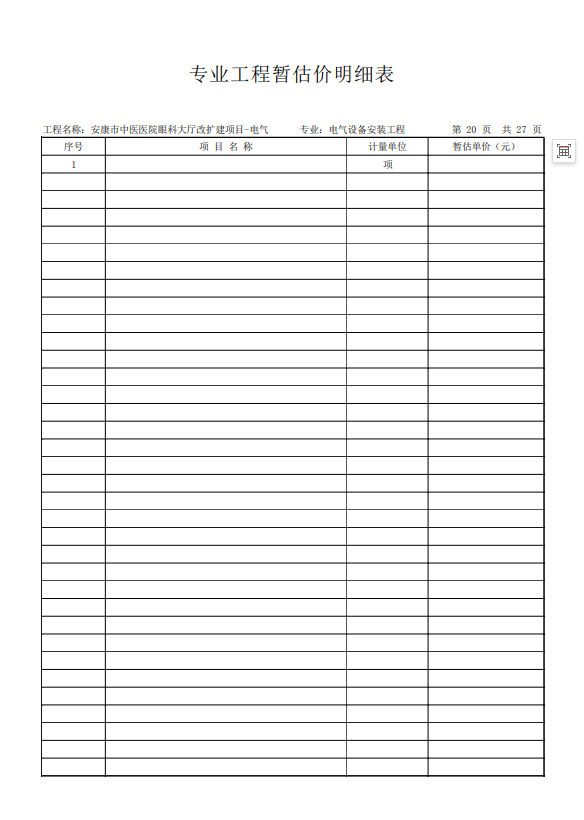 专业工程暂估价明细表
工程名称：安康市中医医院眼科大厅改扩建项目-电气 专业：电气设备安装工程 第 20 页 共 27 页
序号 项 目 名 称 计量单位 暂估单价（元）
1 项